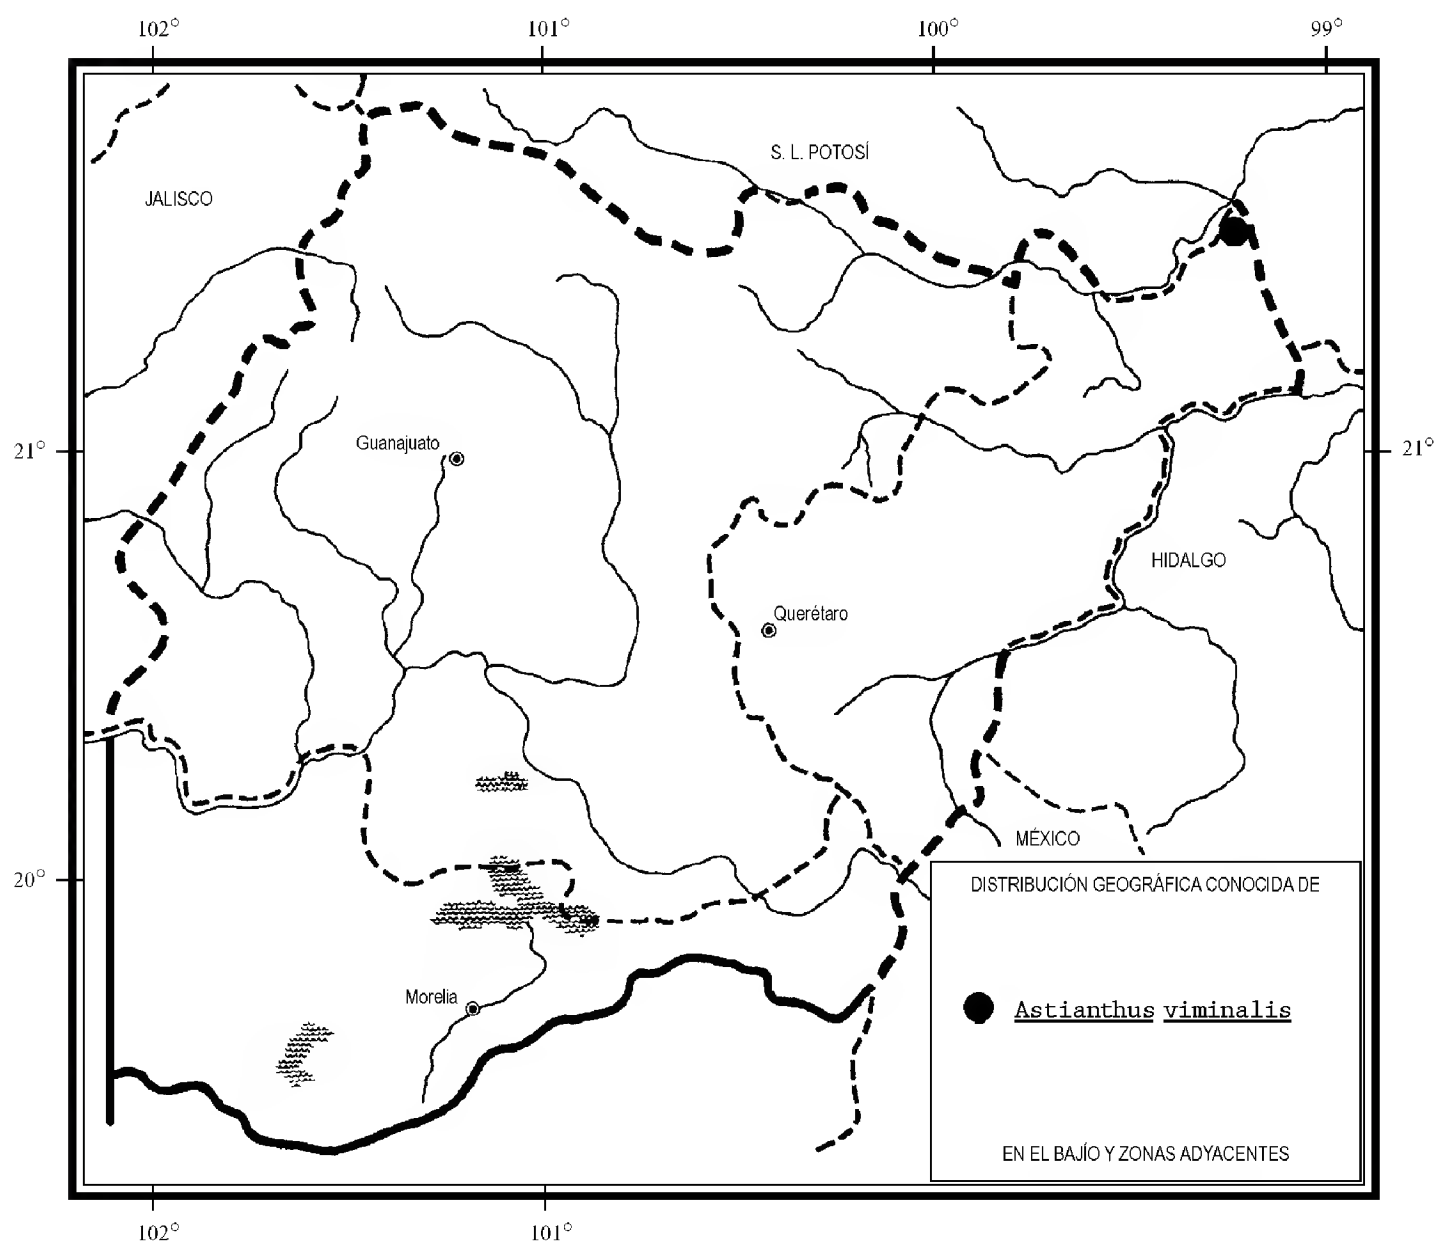 102° 101° 100° 99°
S. L. POTOSÍ
JALISCO
Guanajuato
21° 21°
HIDALGO
Querétaro
MÉXICO
20°
DISTRIBUCIÓN GEOGRÁFICA CONOCIDA DE
Morelia
Astianthus viminalis
EN EL BAJÍO Y ZONAS ADYACENTES
102° 101°